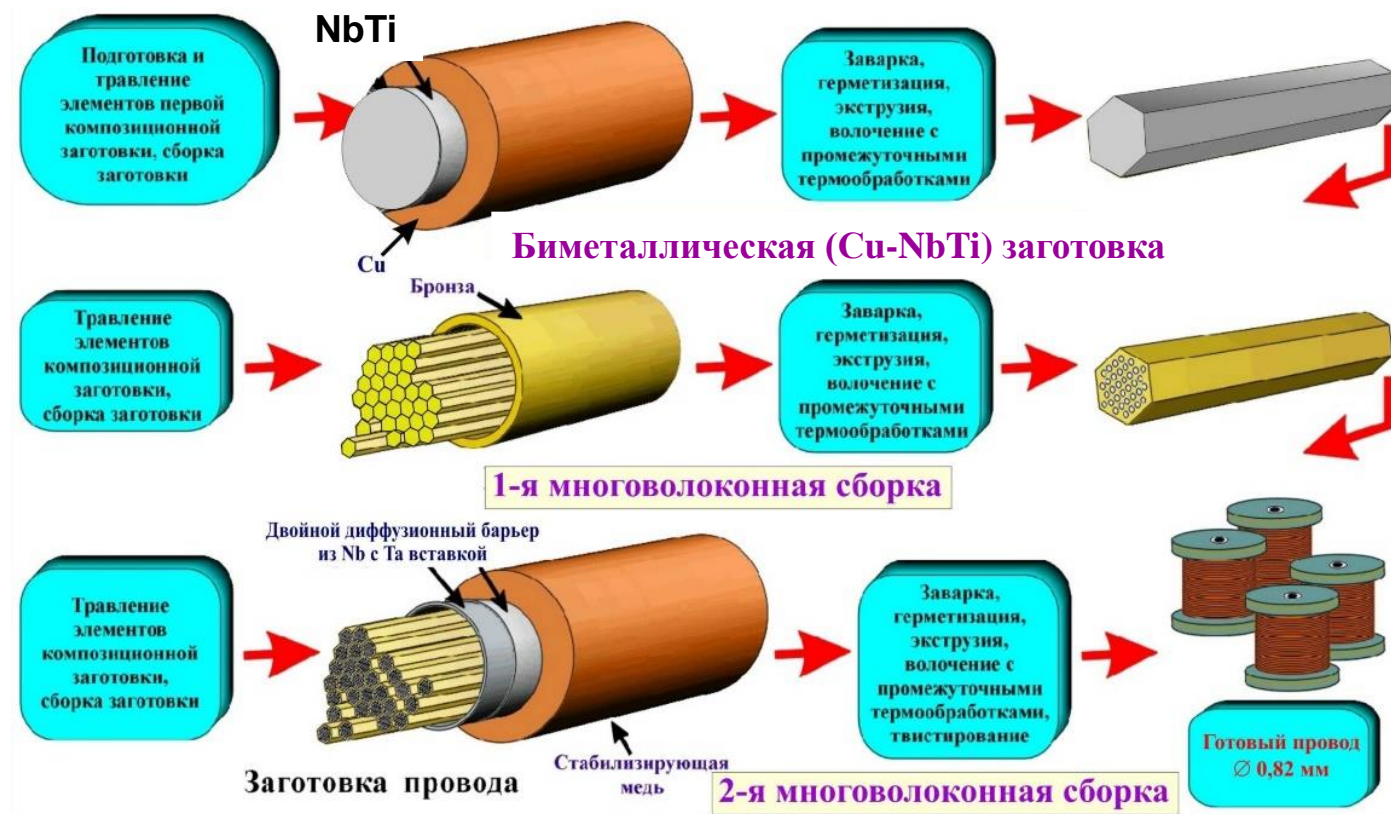 NbTi
Подготовка и
травление
элементов первой
композиционной
заготовки, сборка
заготовки
Cu
Заварка,
герметизация,
экструзия,
волочение с
промежуточными
термообработками
Биметаллическая (Cu-NbTi) заготовка
Травление
элементов
композиционной
заготовки,
сборка заготовки
Бронза
Заварка,
герметизация,
экструзия,
волочение с
промежуточными
термообработками
1-я многоволоконная сборка
Травление
элементов
композиционной
заготовки,
сборка заготовки
Двойной диффузионный барьер
из Nb с Ta вставкой
Заготовка провода
Стабилизирующая
медь
Заварка,
герметизация,
экструзия,
волочение с
промежуточными
термообработками,
твистирование
2-я многоволоконная сборка
Готовый провод
∅ 0,82 мм